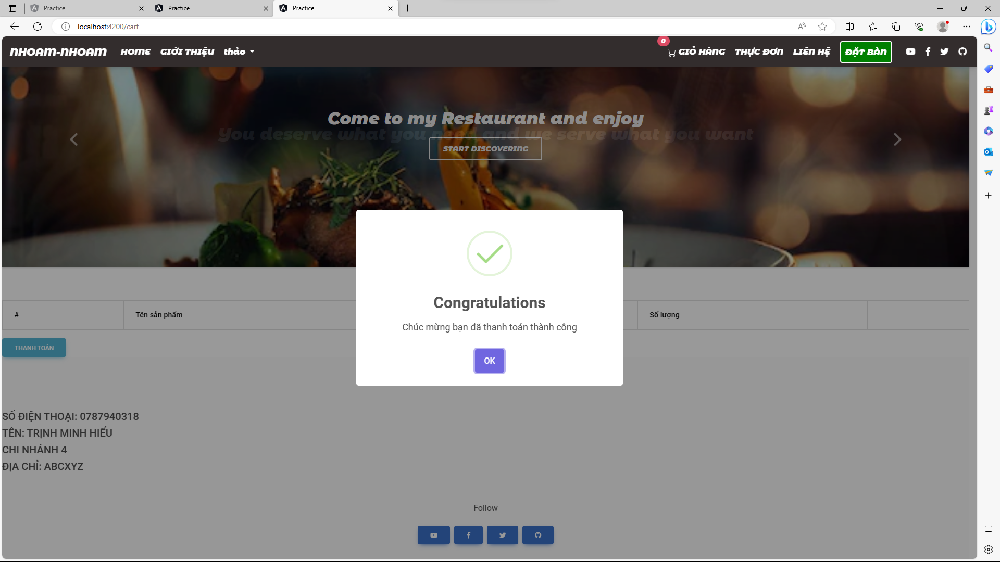 Practice
Practice
Practice
localhost:4200/cart
NHOAM-NHOAM HOME GIỚI THIỆU thảo 0 GIỎ HÀNG THỰC ĐƠN LIÊN HỆ ĐẶT BÀN
Come to my Restaurant and enjoy
You deserve what you need and we serve what you want
START DISCOVERING
Congratulations
Chúc mừng bạn đã thanh toán thành công
OK
# Tên sản phẩm Số lượng
THANH TOÁN
SỐ ĐIỆN THOẠI: 0787940318
TÊN: TRỊNH MINH HIẾU
CHI NHÁNH 4
ĐỊA CHỈ: ABCXYZ
Follow